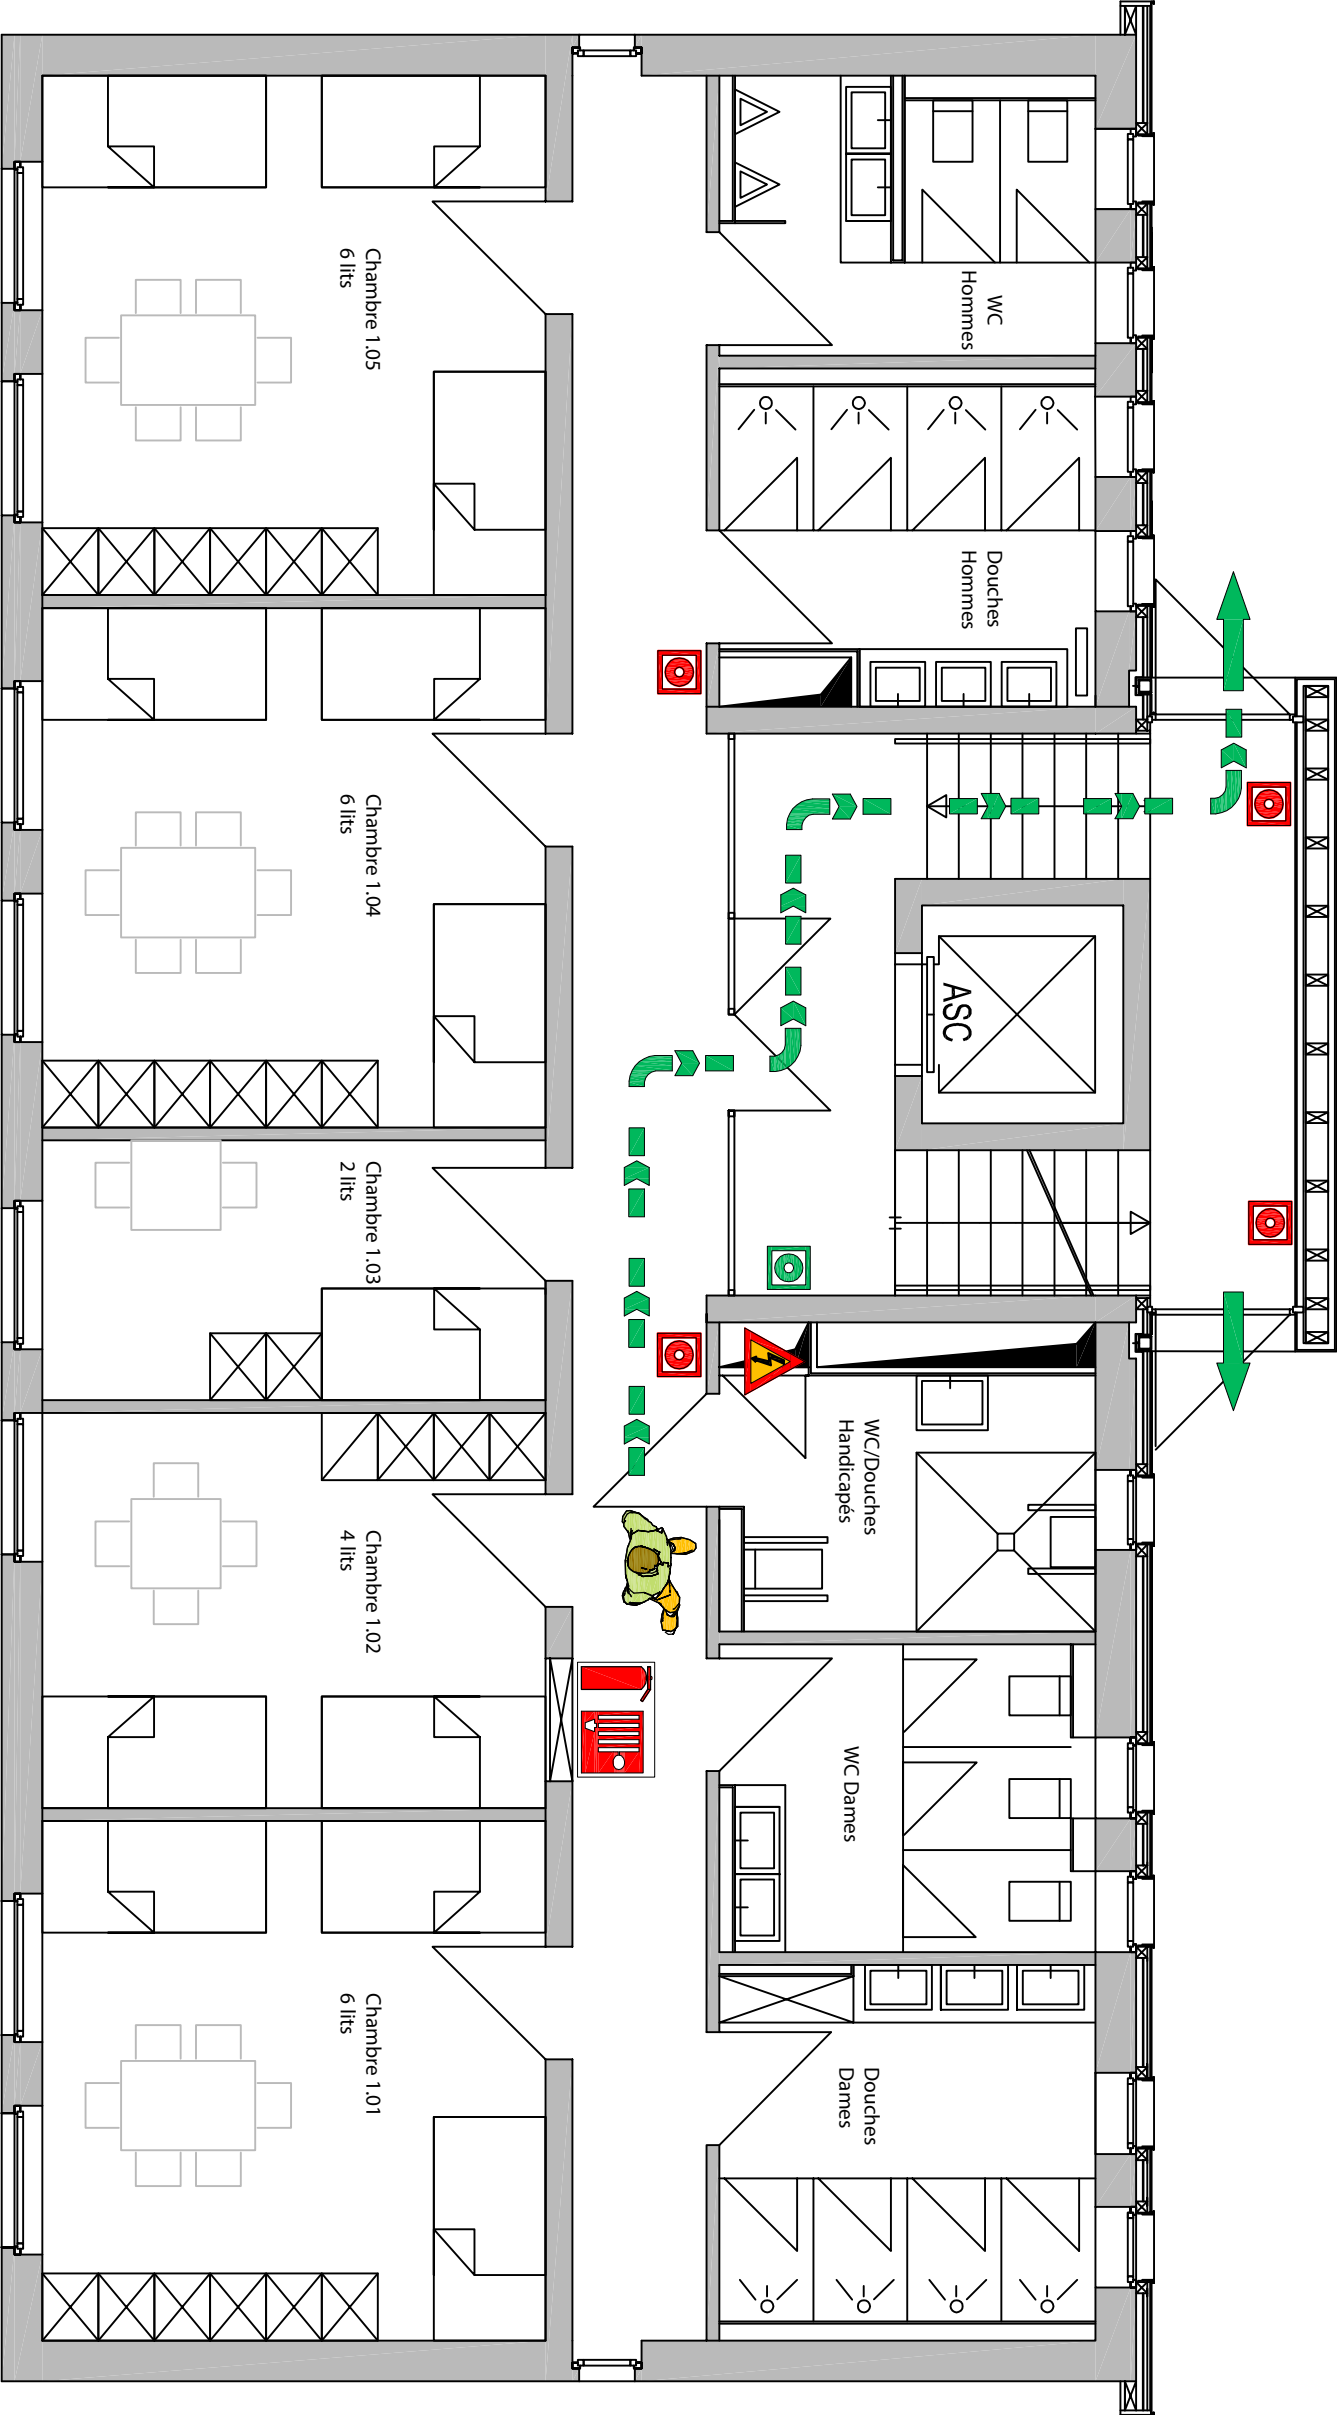 Chambre 1.05
6 lits
WC
Hommes
Douches
Hommes
Chambre 1.04
6 lits
ASC
Chambre 1.03
2 lits
WC/Douches
Handicapés
Chambre 1.02
4 lits
WC Dames
Chambre 1.01
6 lits
Douches
Dames